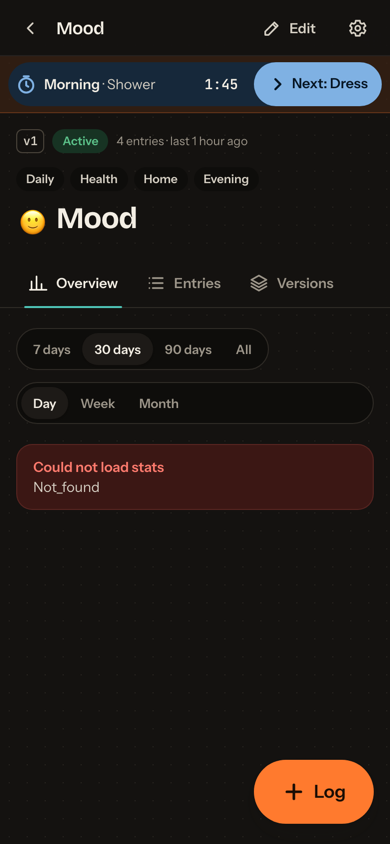 Mood
Edit
Morning · Shower
1:45
Next: Dress
v1
Active
4 entries · last 1 hour ago
Daily
Health
Home
Evening
Mood
Overview
Entries
Versions
7 days
30 days
90 days
All
Day
Week
Month
Could not load stats
Not_found
Log